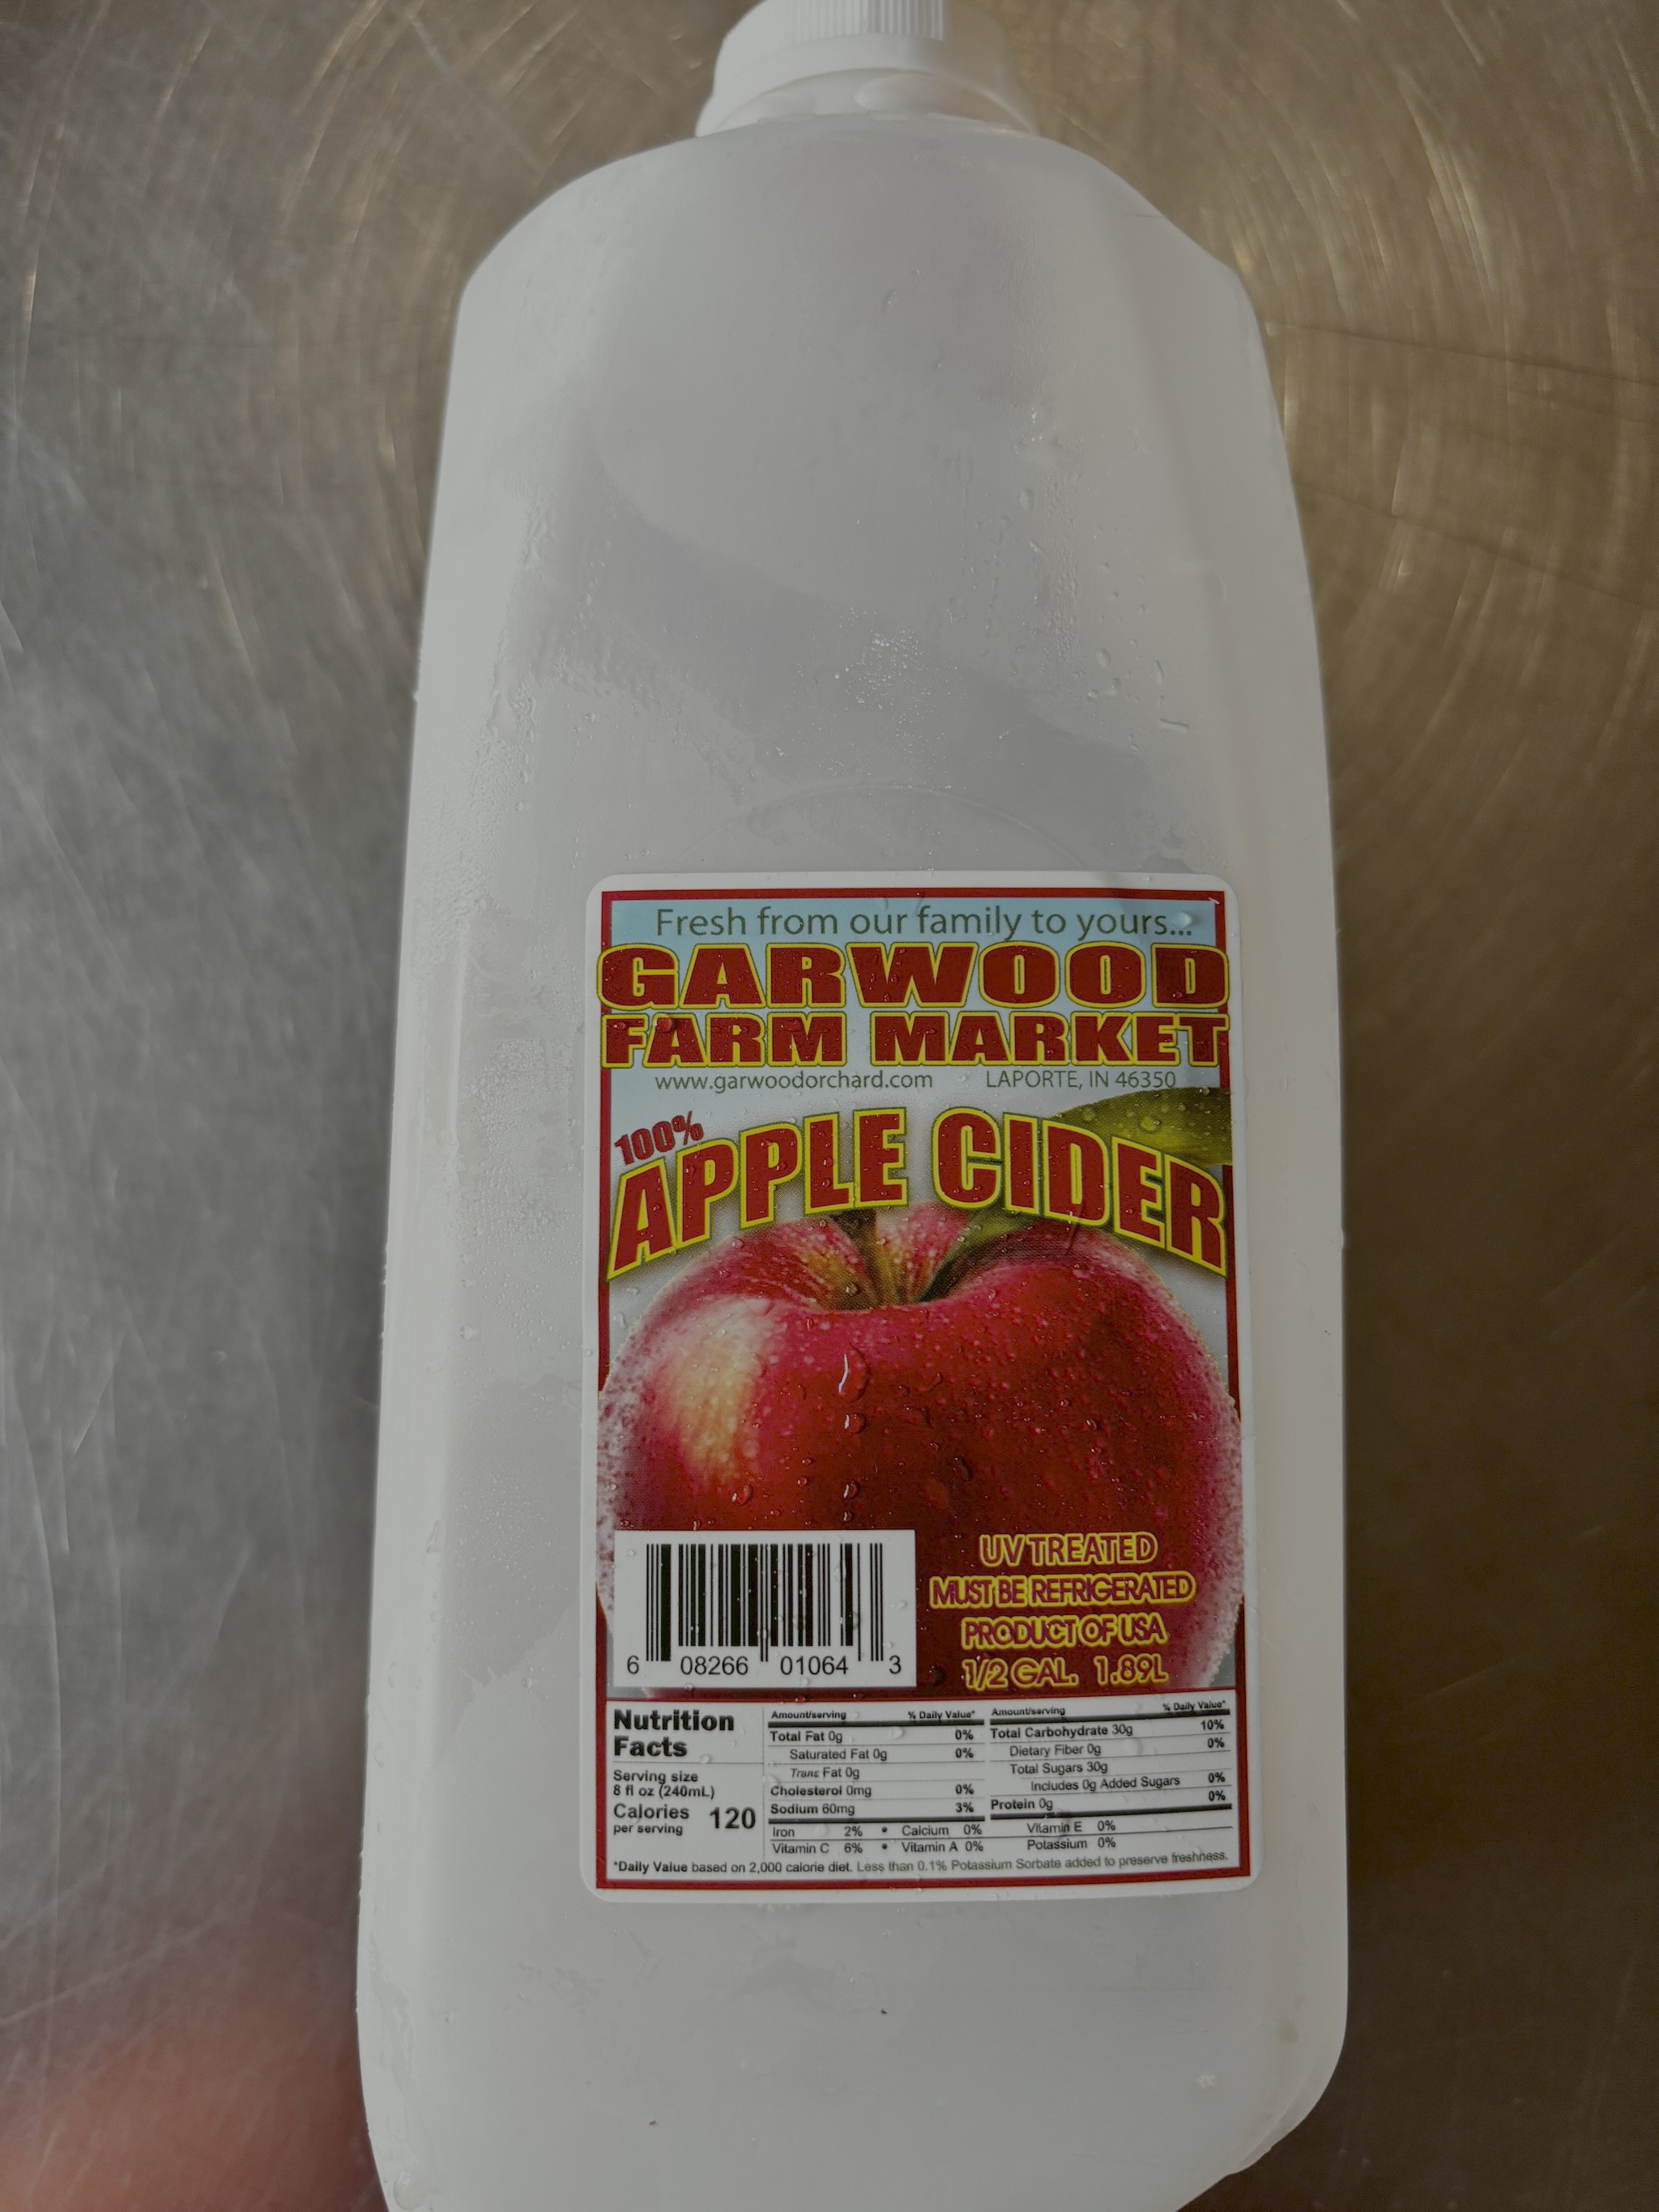 Fresh from our family to yours...
GARWOOD
FARM MARKET
www.garwoodorchard.com LAPORTE, IN 46350
100%
APPLE CIDER
UV TREATED
MUST BE REFRIGERATED
PRODUCT OF USA
1/2 GAL. 1.89L
6 08266 01064 3
Nutrition
Facts
Serving size
8 fl oz (240mL)
Calories 120
per serving
Amount/serving % Daily Value*
Total Fat 0g 0%
Saturated Fat 0g 0%
Trans Fat 0g
Cholesterol 0mg 0%
Sodium 60mg 3%
Amount/serving % Daily Value*
Total Carbohydrate 30g 10%
Dietary Fiber 0g 0%
Total Sugars 30g
Includes 0g Added Sugars 0%
Protein 0g 0%
Iron 2% • Calcium 0% Vitamin E 0%
Vitamin C 6% • Vitamin A 0% Potassium 0%
*Daily Value based on 2,000 calorie diet. Less than 0.1% Potassium Sorbate added to preserve freshness.